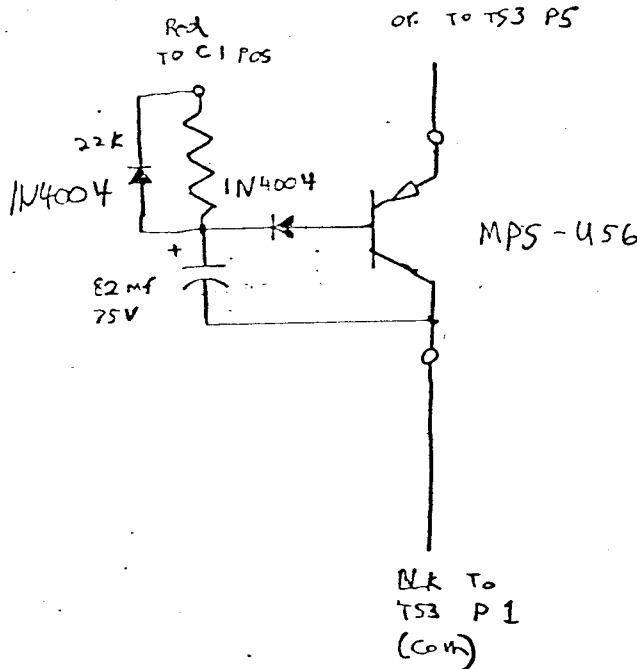 Red
TO C1 POS
or. TO TS3 P5
22K
1N4004
1N4004
MPS-U56
+
82 mf
75V
BLK TO
TS3 P 1
(Com)